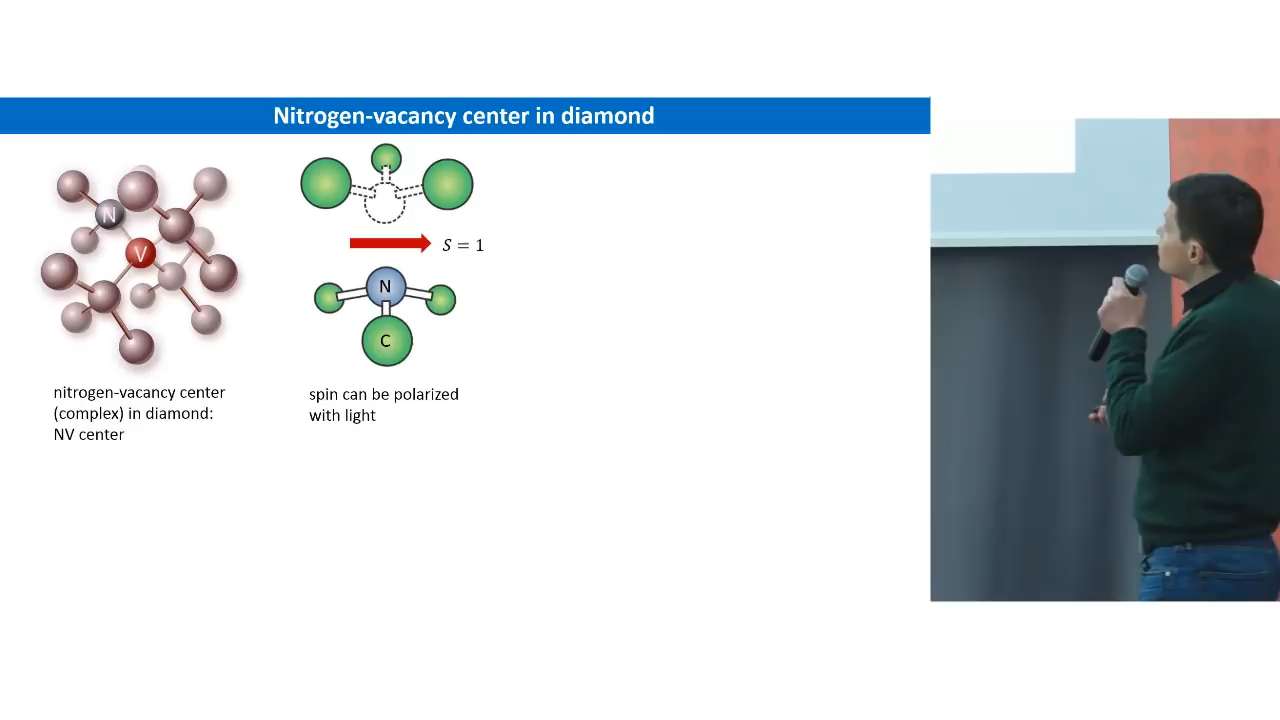 Nitrogen-vacancy center in diamond
N
V
nitrogen-vacancy center
(complex) in diamond:
NV center
S = 1
N
C
spin can be polarized
with light